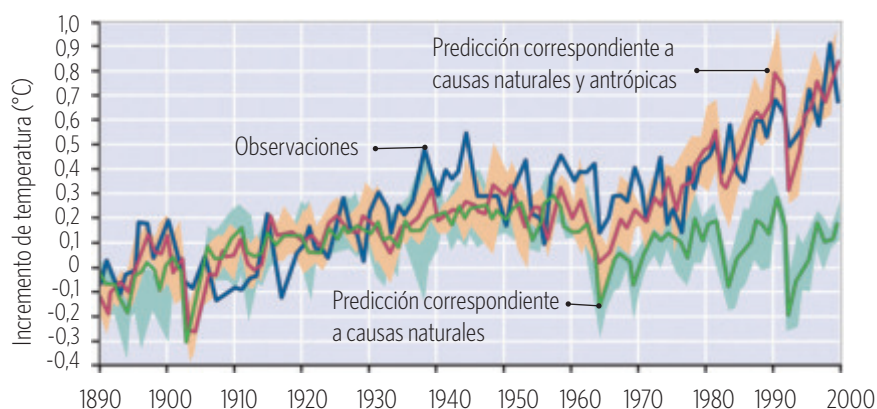 1,0
0,9
0,8
0,7
0,6
0,5
0,4
0,3
0,2
0,1
0
-0,1
-0,2
-0,3
-0,4
Incremento de temperatura (°C)
Predicción correspondiente a
causas naturales y antrópicas
Observaciones
Predicción correspondiente
a causas naturales
1890 1900 1910 1920 1930 1940 1950 1960 1970 1980 1990 2000